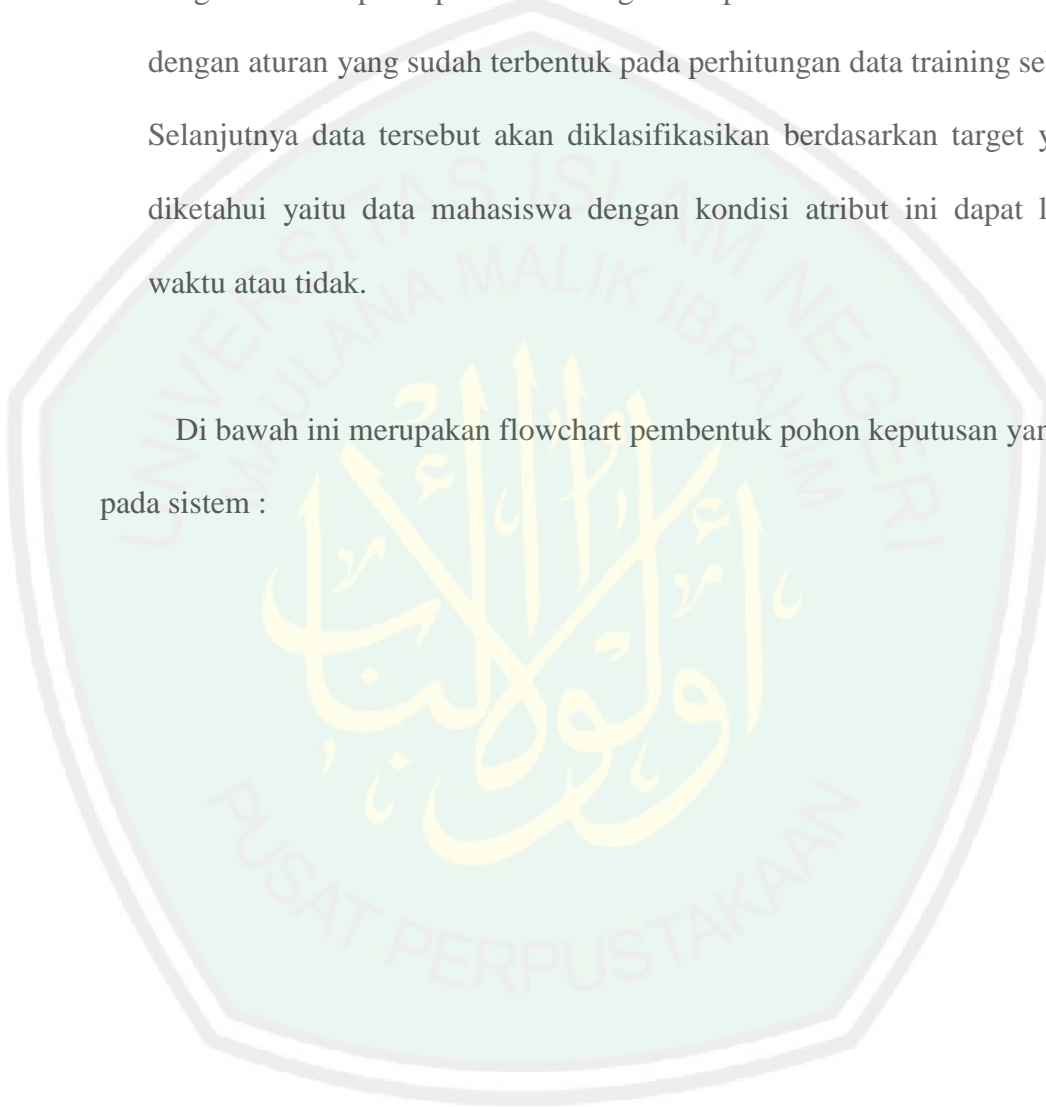 dengan aturan yang sudah terbentuk pada perhitungan data training se
Selanjutnya data tersebut akan diklasifikasikan berdasarkan target y
diketahui yaitu data mahasiswa dengan kondisi atribut ini dapat l
waktu atau tidak.
Di bawah ini merupakan flowchart pembentuk pohon keputusan yan
pada sistem :
UNIVERSITAS ISLAM NEGERI
MAULANA MALIK IBRAHIM
PUSAT PERPUSTAKAAN